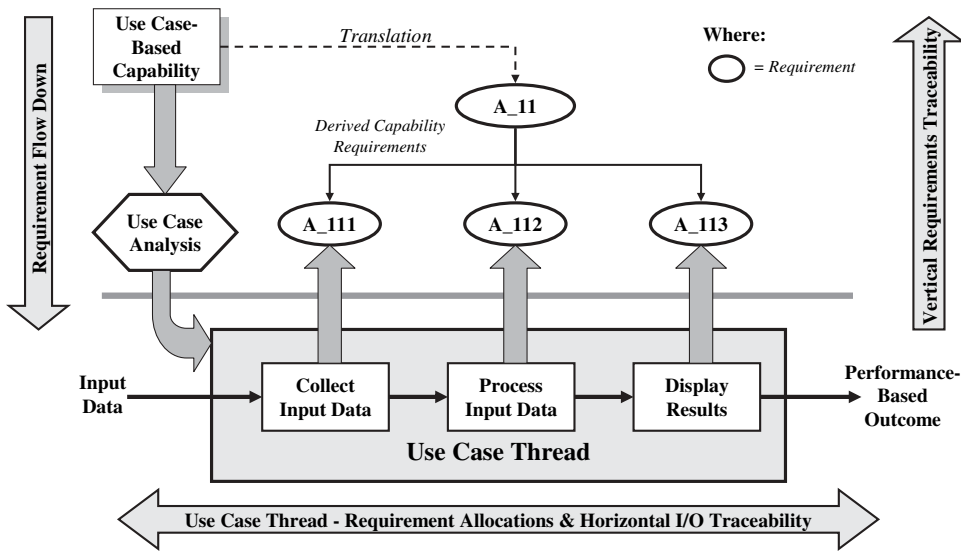 Use Case-
Based
Capability
Translation
Where:
= Requirement
A_11
Derived Capability
Requirements
Requirement Flow Down
Vertical Requirements Traceability
Use Case
Analysis
A_111
A_112
A_113
Input
Data
Collect
Input Data
Process
Input Data
Display
Results
Performance-
Based
Outcome
Use Case Thread
Use Case Thread - Requirement Allocations & Horizontal I/O Traceability